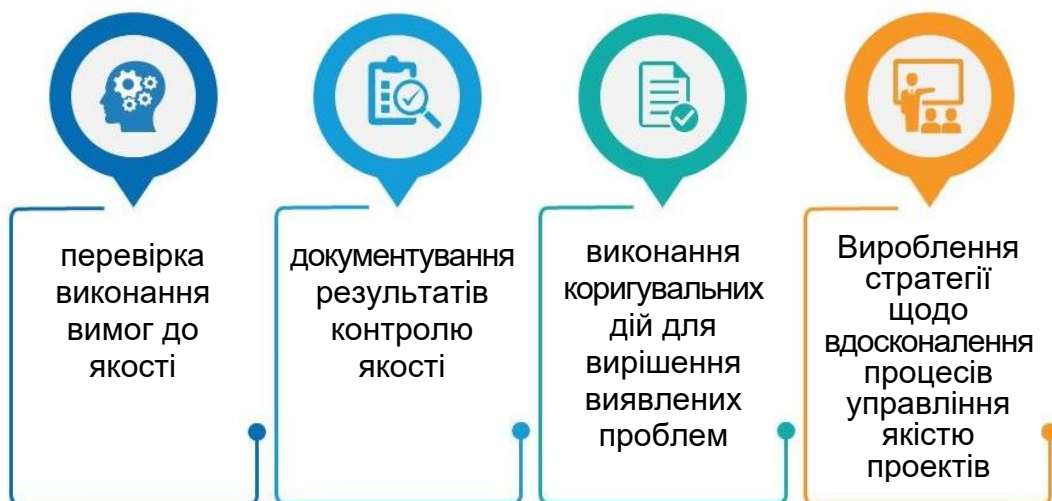 перевірка
виконання
вимог до
якості
документування
результатів
контролю
якості
виконання
коригувальних
дій для
вирішення
виявлених
проблем
Вироблення
стратегії
щодо
вдосконалення
процесів
управління
якістю
проектів